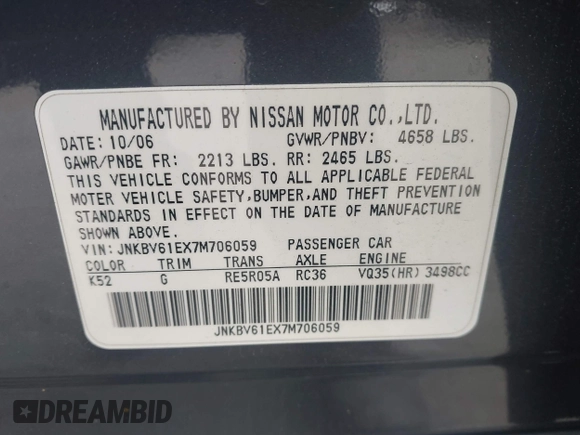 MANUFACTURED BY NISSAN MOTOR CO.,LTD.
DATE: 10/06 GVWR/PNBV: 4658 LBS.
GAWR/PNBE FR: 2213 LBS. RR: 2465 LBS.
THIS VEHICLE CONFORMS TO ALL APPLICABLE FEDERAL
MOTOR VEHICLE SAFETY,BUMPER,AND THEFT PREVENTION
STANDARDS IN EFFECT ON THE DATE OF MANUFACTURE
SHOWN ABOVE.
VIN:JNKBV61EX7M706059 PASSENGER CAR
COLOR TRIM TRANS AXLE ENGINE
K52 G RE5R05A RC36 VQ35(HR) 3498CC
JNKBV61EX7M706059
DREAMBID